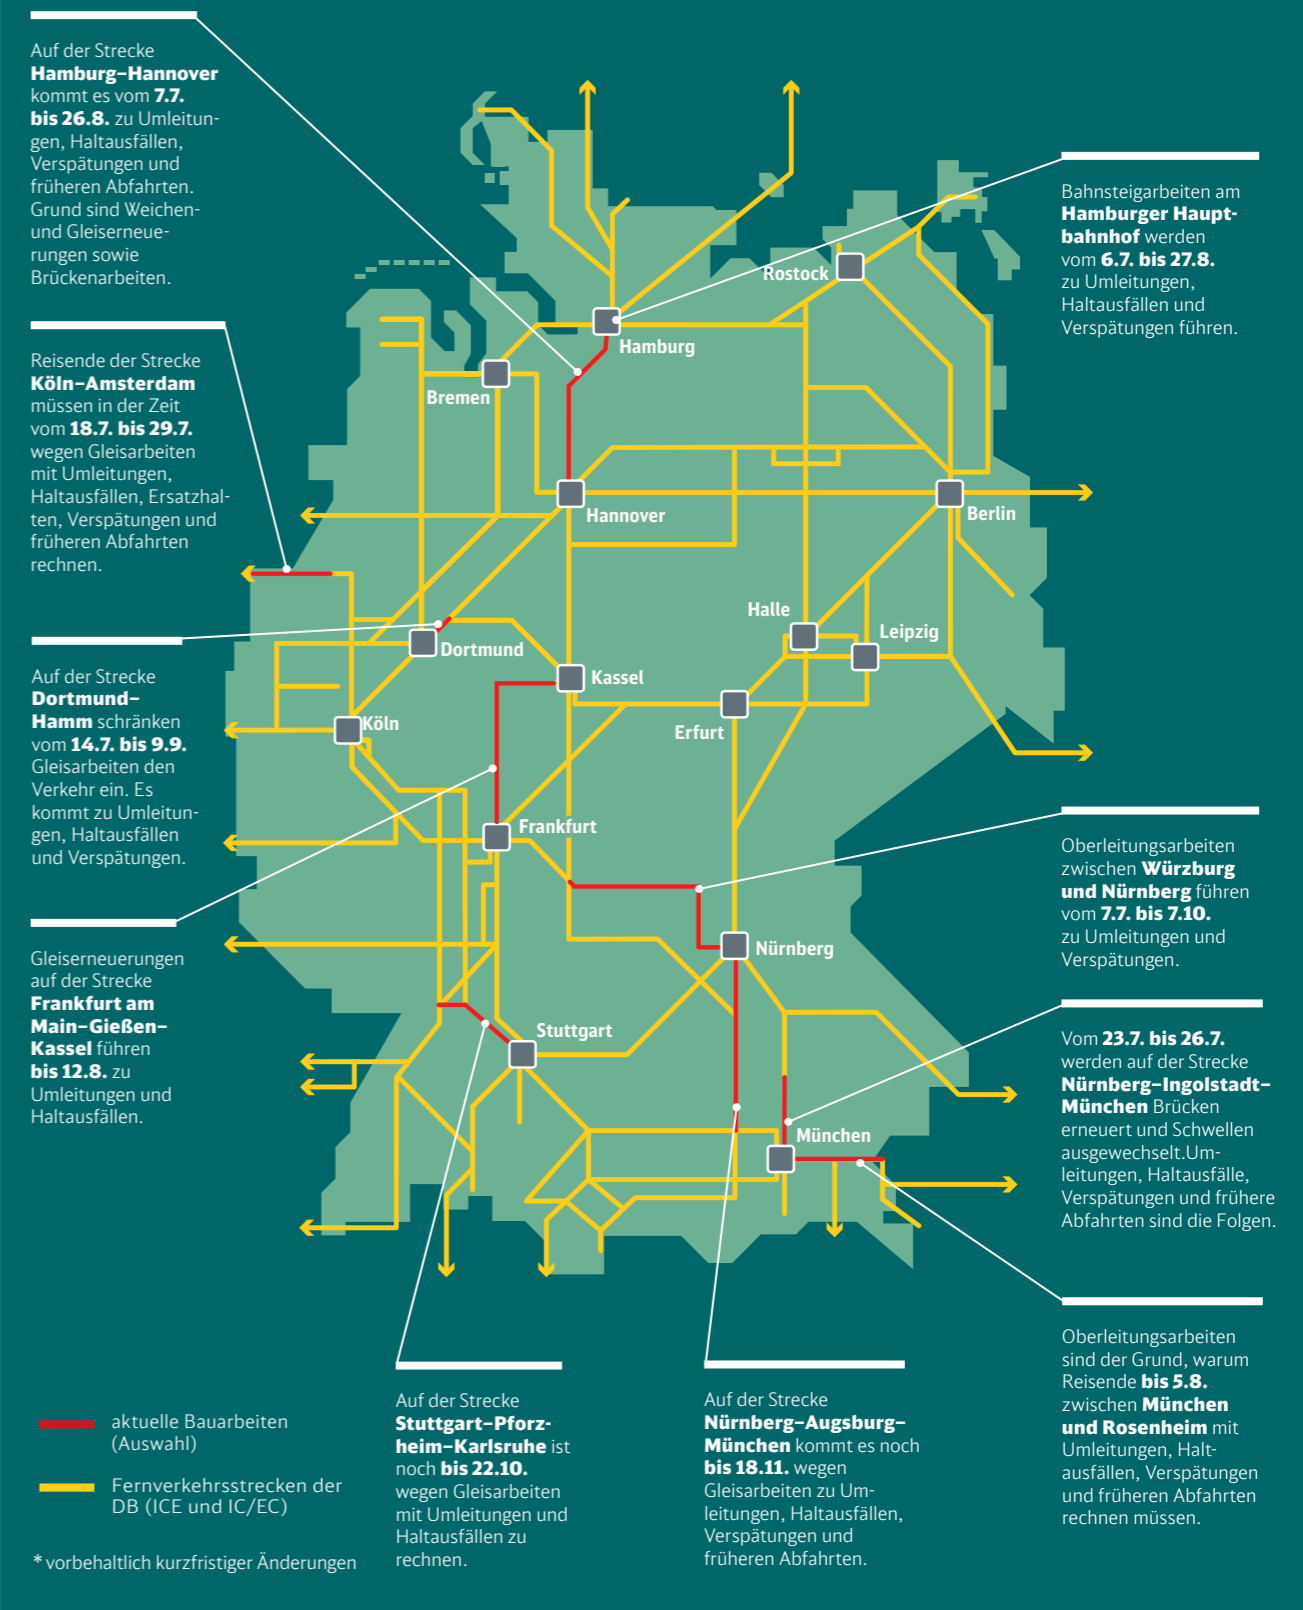 Auf der Strecke
Hamburg–Hannover
kommt es vom 7.7.
bis 26.8. zu Umleitun-
gen, Haltausfällen,
Verspätungen und
früheren Abfahrten.
Grund sind Weichen-
und Gleiserneue-
rungen sowie
Brückenarbeiten.
Reisende der Strecke
Köln–Amsterdam
müssen in der Zeit
vom 18.7. bis 29.7.
wegen Gleisarbeiten
mit Umleitungen,
Haltausfällen, Ersatzhal-
ten, Verspätungen und
früheren Abfahrten
rechnen.
Auf der Strecke
Dortmund–
Hamm schränken
vom 14.7. bis 9.9.
Gleisarbeiten den
Verkehr ein. Es
kommt zu Umleitun-
gen, Haltausfällen
und Verspätungen.
Gleiserneuerungen
auf der Strecke
Frankfurt am
Main–Gießen–
Kassel führen
bis 12.8. zu
Umleitungen und
Haltausfällen.
Rostock
Hamburg
Bremen
Hannover
Berlin
Halle
Leipzig
Dortmund
Kassel
Erfurt
Köln
Frankfurt
Nürnberg
Stuttgart
München
Bahnsteigarbeiten am
Hamburger Haupt-
bahnhof werden
vom 6.7. bis 27.8.
zu Umleitungen,
Haltausfällen und
Verspätungen führen.
Oberleitungsarbeiten
zwischen Würzburg
und Nürnberg führen
vom 7.7. bis 7.10.
zu Umleitungen und
Verspätungen.
Vom 23.7. bis 26.7.
werden auf der Strecke
Nürnberg–Ingolstadt–
München Brücken
erneuert und Schwellen
ausgewechselt.Um-
leitungen, Haltausfälle,
Verspätungen und frühere
Abfahrten sind die Folgen.
Oberleitungsarbeiten
sind der Grund, warum
Reisende bis 5.8.
zwischen München
und Rosenheim mit
Umleitungen, Halt-
ausfällen, Verspätungen
und früheren Abfahrten
rechnen müssen.
Auf der Strecke
Stuttgart–Pforz-
heim–Karlsruhe ist
noch bis 22.10.
wegen Gleisarbeiten
mit Umleitungen und
Haltausfällen zu
rechnen.
Auf der Strecke
Nürnberg–Augsburg–
München kommt es noch
bis 18.11. wegen
Gleisarbeiten zu Um-
leitungen, Haltausfällen,
Verspätungen und
früheren Abfahrten.
aktuelle Bauarbeiten
(Auswahl)
Fernverkehrsstrecken der
DB (ICE und IC/EC)
* vorbehaltlich kurzfristiger Änderungen